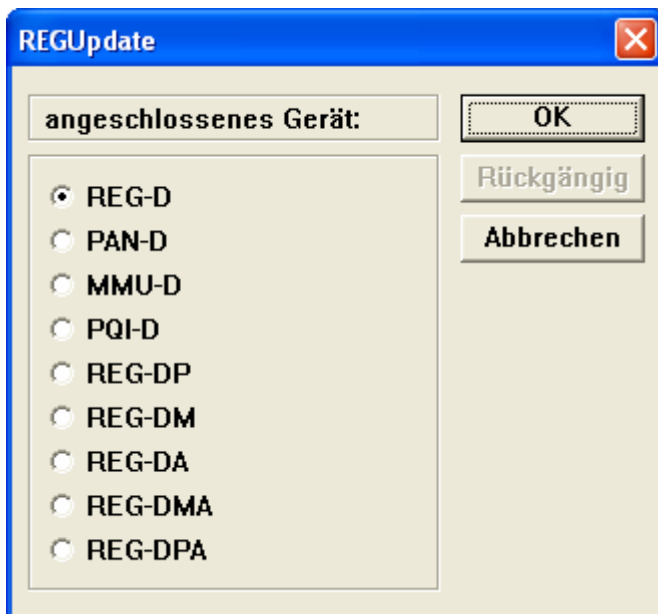 REGUpdate
angeschlossenes Gerät:
OK
Rückgängig
Abbrechen
REG-D
PAN-D
MMU-D
PQI-D
REG-DP
REG-DM
REG-DA
REG-DMA
REG-DPA